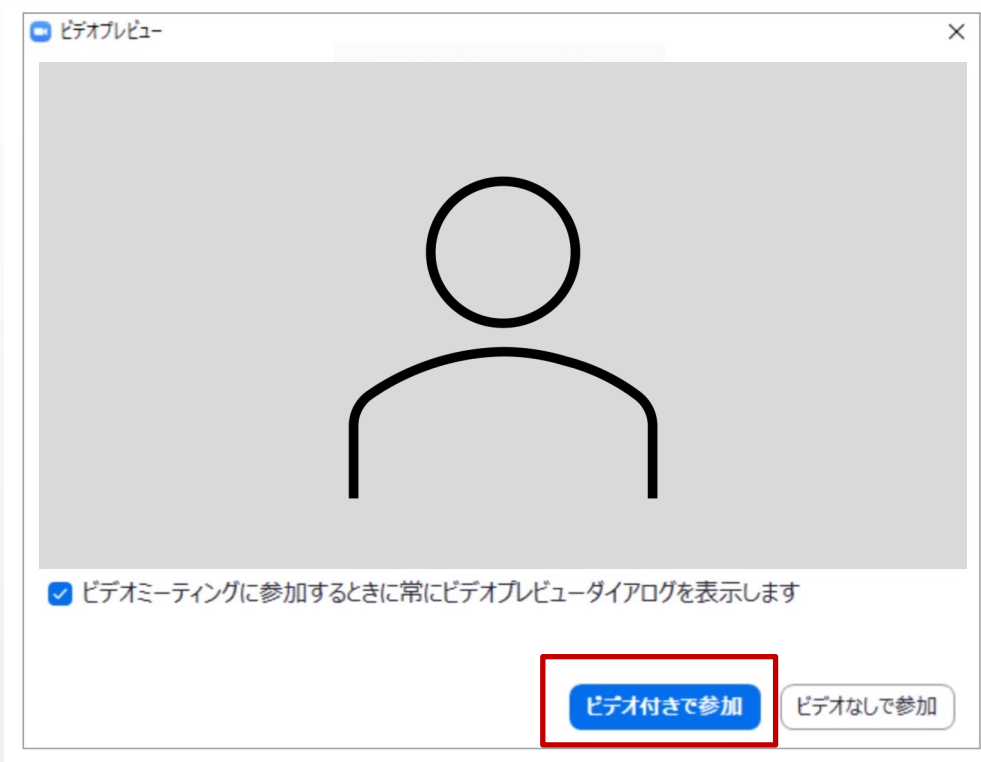 ビデオプレビュー
ビデオミーティングに参加するときに常にビデオプレビューダイアログを表示します
ビデオ付きで参加 ビデオなしで参加